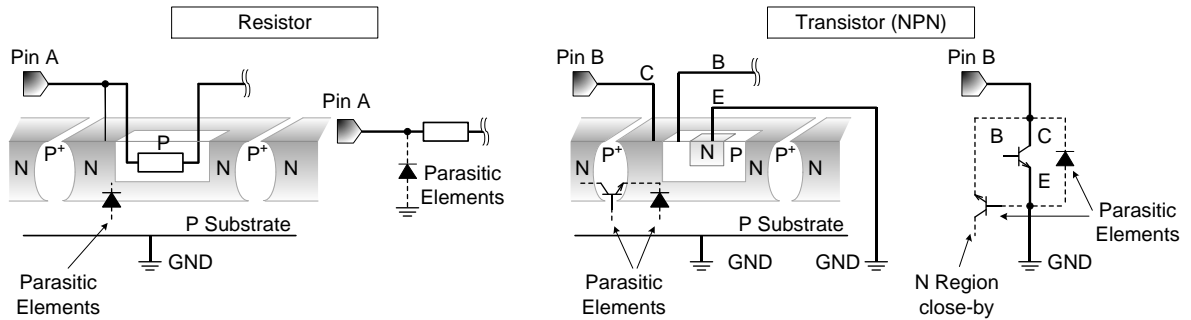 Resistor
Pin A
N
P+
N
P
N
P+
N
P Substrate
GND
Parasitic
Elements
Pin A
Parasitic
Elements
Transistor (NPN)
Pin B
C
B
E
N
P+
N
N
P
N
P+
N
P Substrate
GND
GND
Parasitic
Elements
Pin B
B
C
E
Parasitic
Elements
GND
N Region
close-by